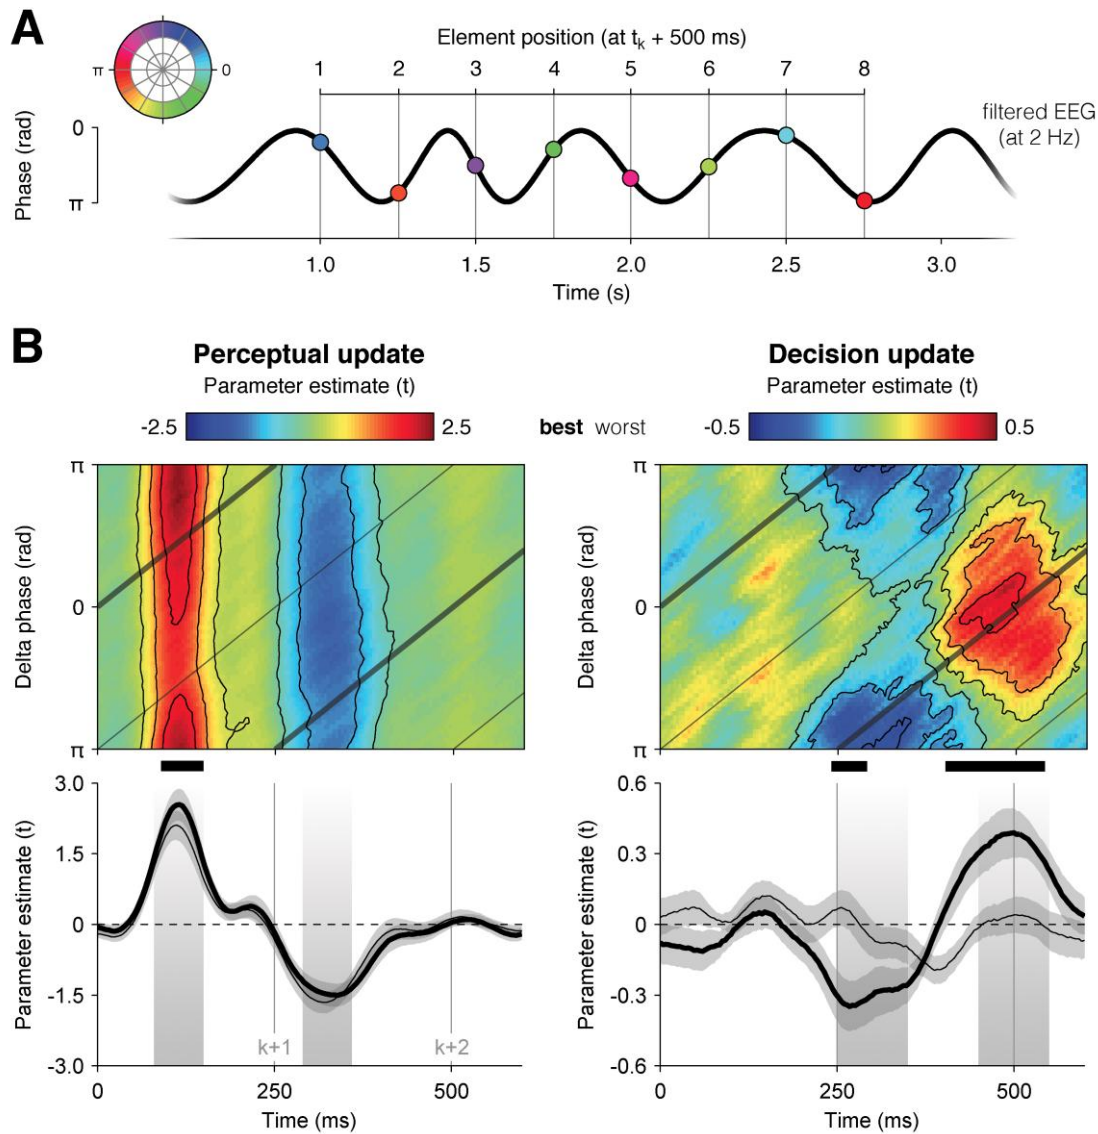 A
Element position (at tk + 500 ms)
π 0
1 2 3 4 5 6 7 8
Phase (rad)
0
π
filtered EEG
(at 2 Hz)
1.0 1.5 2.0 2.5 3.0
Time (s)
B
Perceptual update
Parameter estimate (t)
-2.5 2.5
best worst
Decision update
Parameter estimate (t)
-0.5 0.5
Delta phase (rad)
π
0
π
Delta phase (rad)
π
0
π
Parameter estimate (t)
3.0
1.5
0
-1.5
-3.0
k+1 k+2
0 250 500
Time (ms)
Parameter estimate (t)
0.6
0.3
0
-0.3
-0.6
0 250 500
Time (ms)